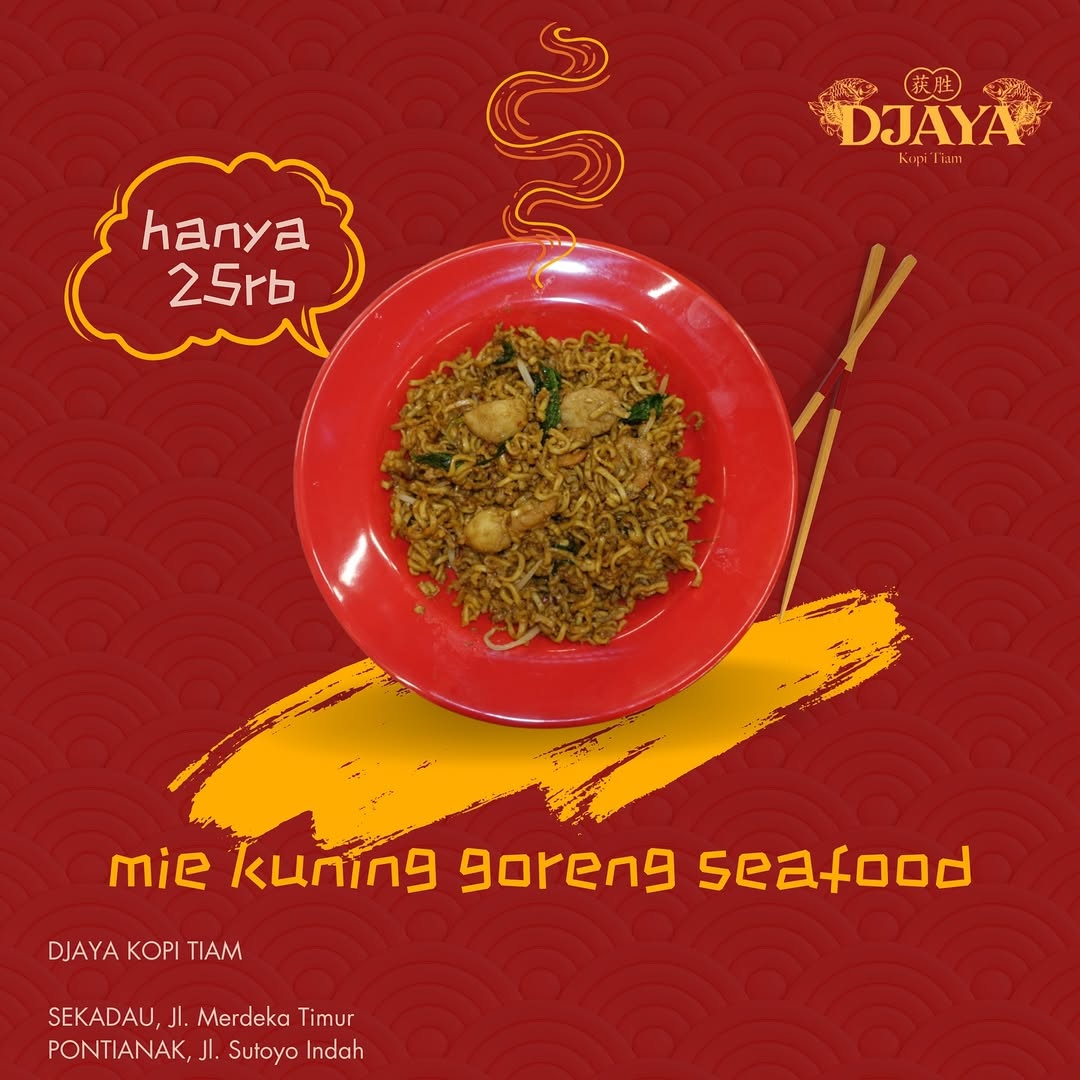 获胜
DJAYA
Kopi Tiam
hanya
25rb
mie kuning goreng seafood
DJAYA KOPI TIAM
SEKADAU, Jl. Merdeka Timur
PONTIANAK, Jl. Sutoyo Indah